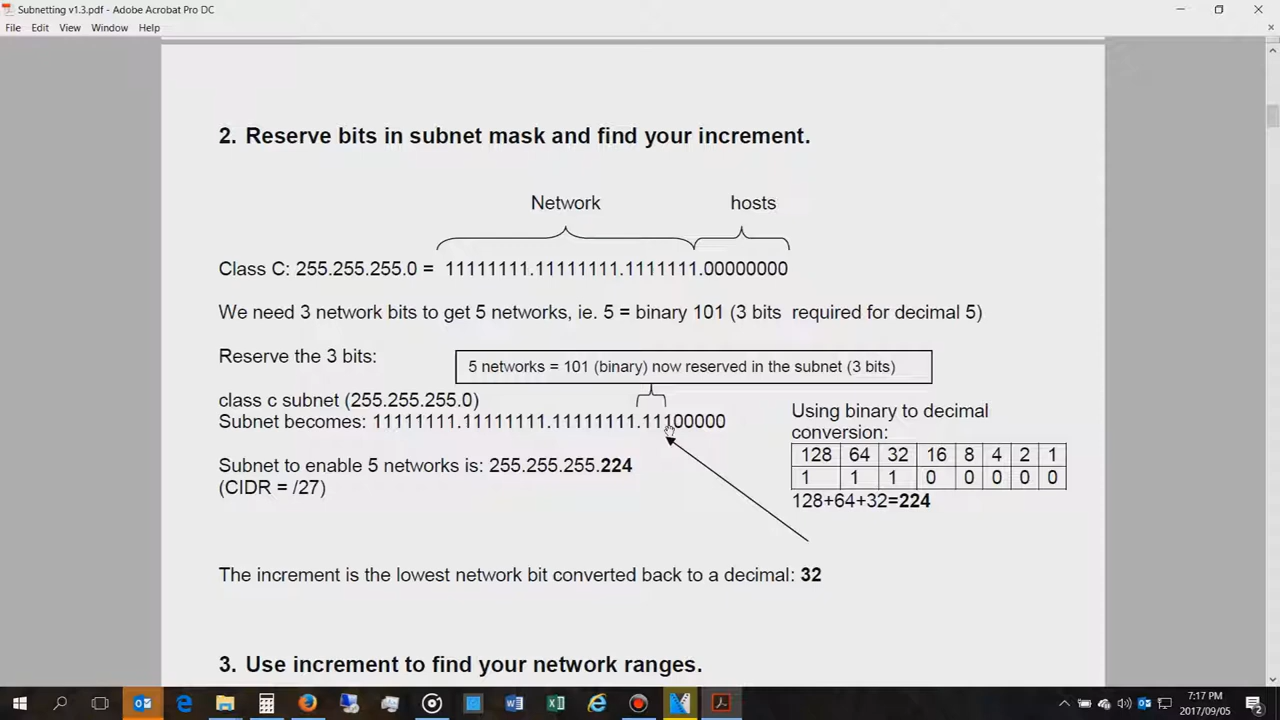 Subnetting v1.3.pdf - Adobe Acrobat Pro DC
File Edit View Window Help
2. Reserve bits in subnet mask and find your increment.
Network hosts
Class C: 255.255.255.0 = 11111111.11111111.1111111.00000000
We need 3 network bits to get 5 networks, ie. 5 = binary 101 (3 bits required for decimal 5)
Reserve the 3 bits:
5 networks = 101 (binary) now reserved in the subnet (3 bits)
class c subnet (255.255.255.0)
Subnet becomes: 11111111.11111111.11111111.11100000
Subnet to enable 5 networks is: 255.255.255.224
(CIDR = /27)
Using binary to decimal
conversion:
128 64 32 16 8 4 2 1
1 1 1 0 0 0 0 0
128+64+32=224
The increment is the lowest network bit converted back to a decimal: 32
3. Use increment to find your network ranges.
7:17 PM
2017/09/05
2